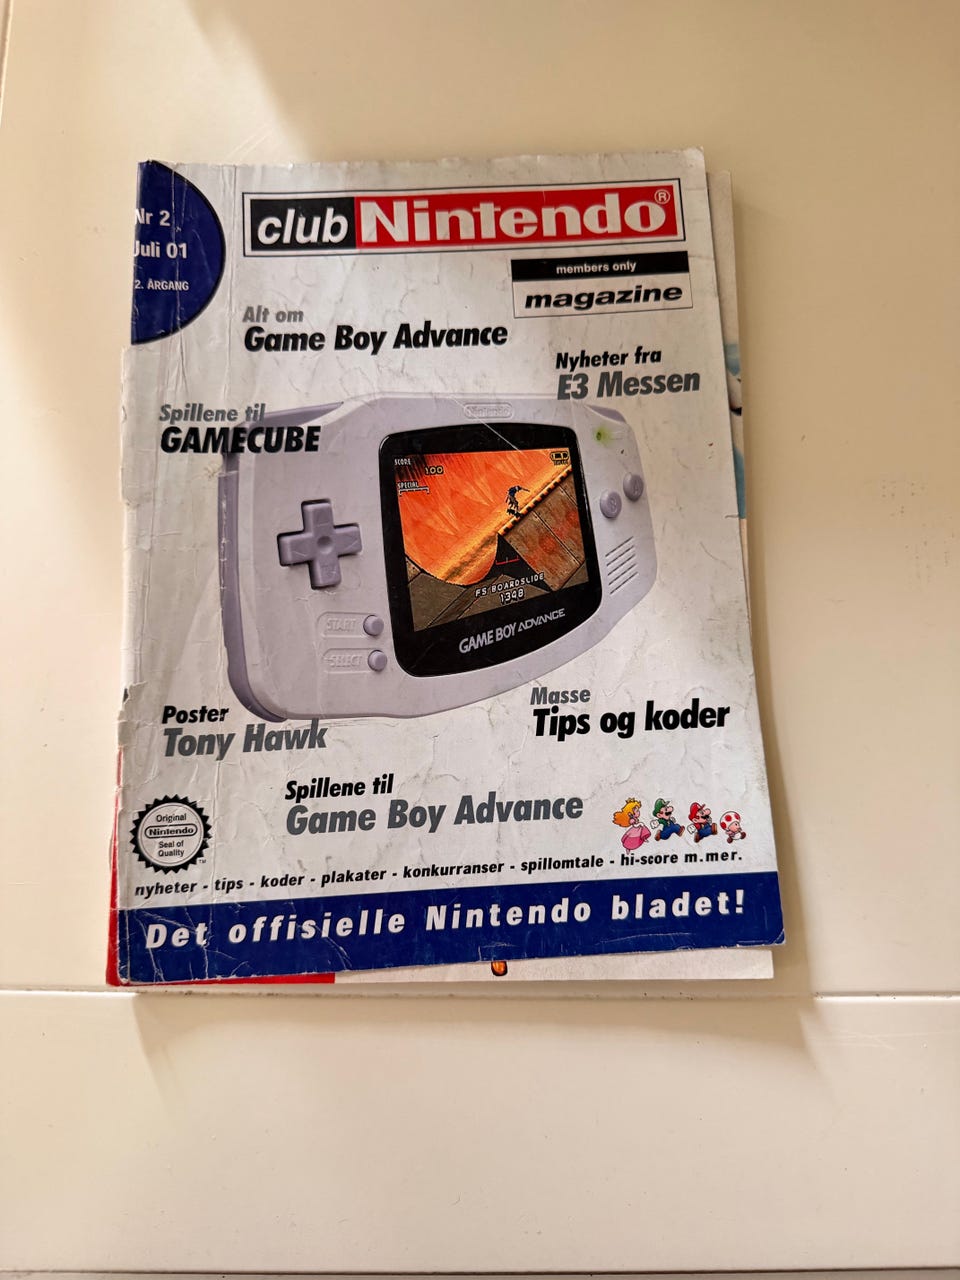 Nr 2
Juli 01
2. ÅRGANG
club Nintendo®
members only
magazine
Alt om
Game Boy Advance
Nyheter fra
E3 Messen
Spillene til
GAMECUBE
Nintendo
SCORE 100
SPECIAL
FS BOARDSLIDE
1348
GAME BOY ADVANCE
START
SELECT
Poster
Tony Hawk
Masse
Tips og koder
Spillene til
Game Boy Advance
Original
Nintendo
Seal of
Quality
TM
nyheter - tips - koder - plakater - konkurranser - spillomtale - hi-score m.mer.
Det offisielle Nintendo bladet!